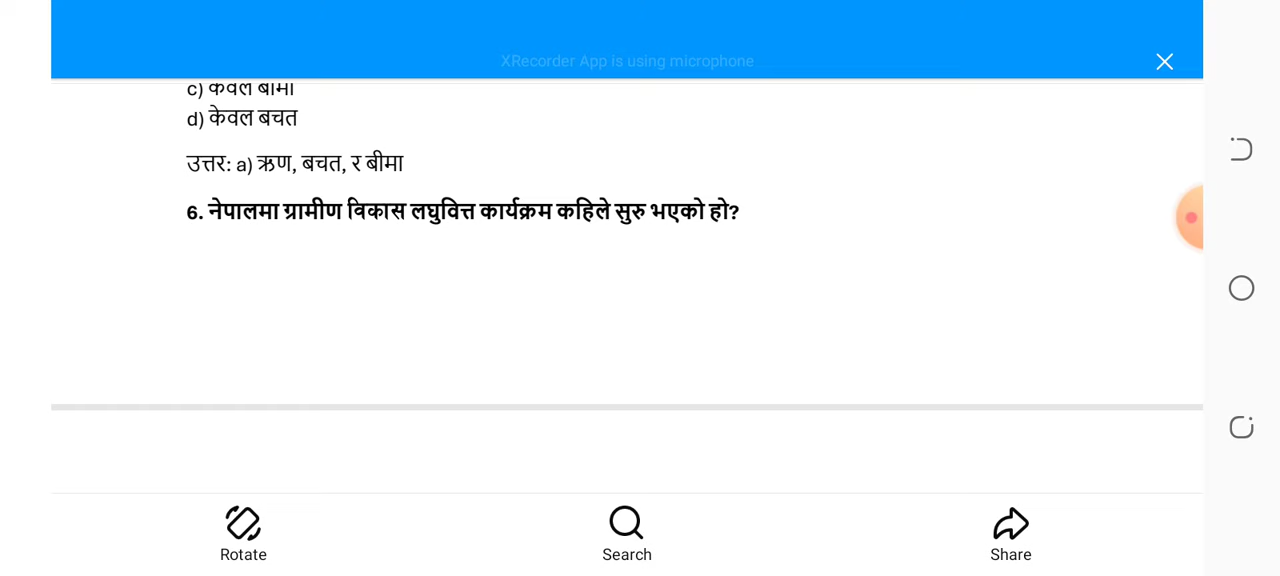 XRecorder App is using microphone
c) केवल बीमा
d) केवल बचत
उत्तर: a) ऋण, बचत, र बीमा
6. नेपालमा ग्रामीण विकास लघुवित्त कार्यक्रम कहिले सुरु भएको हो?
Rotate
Search
Share